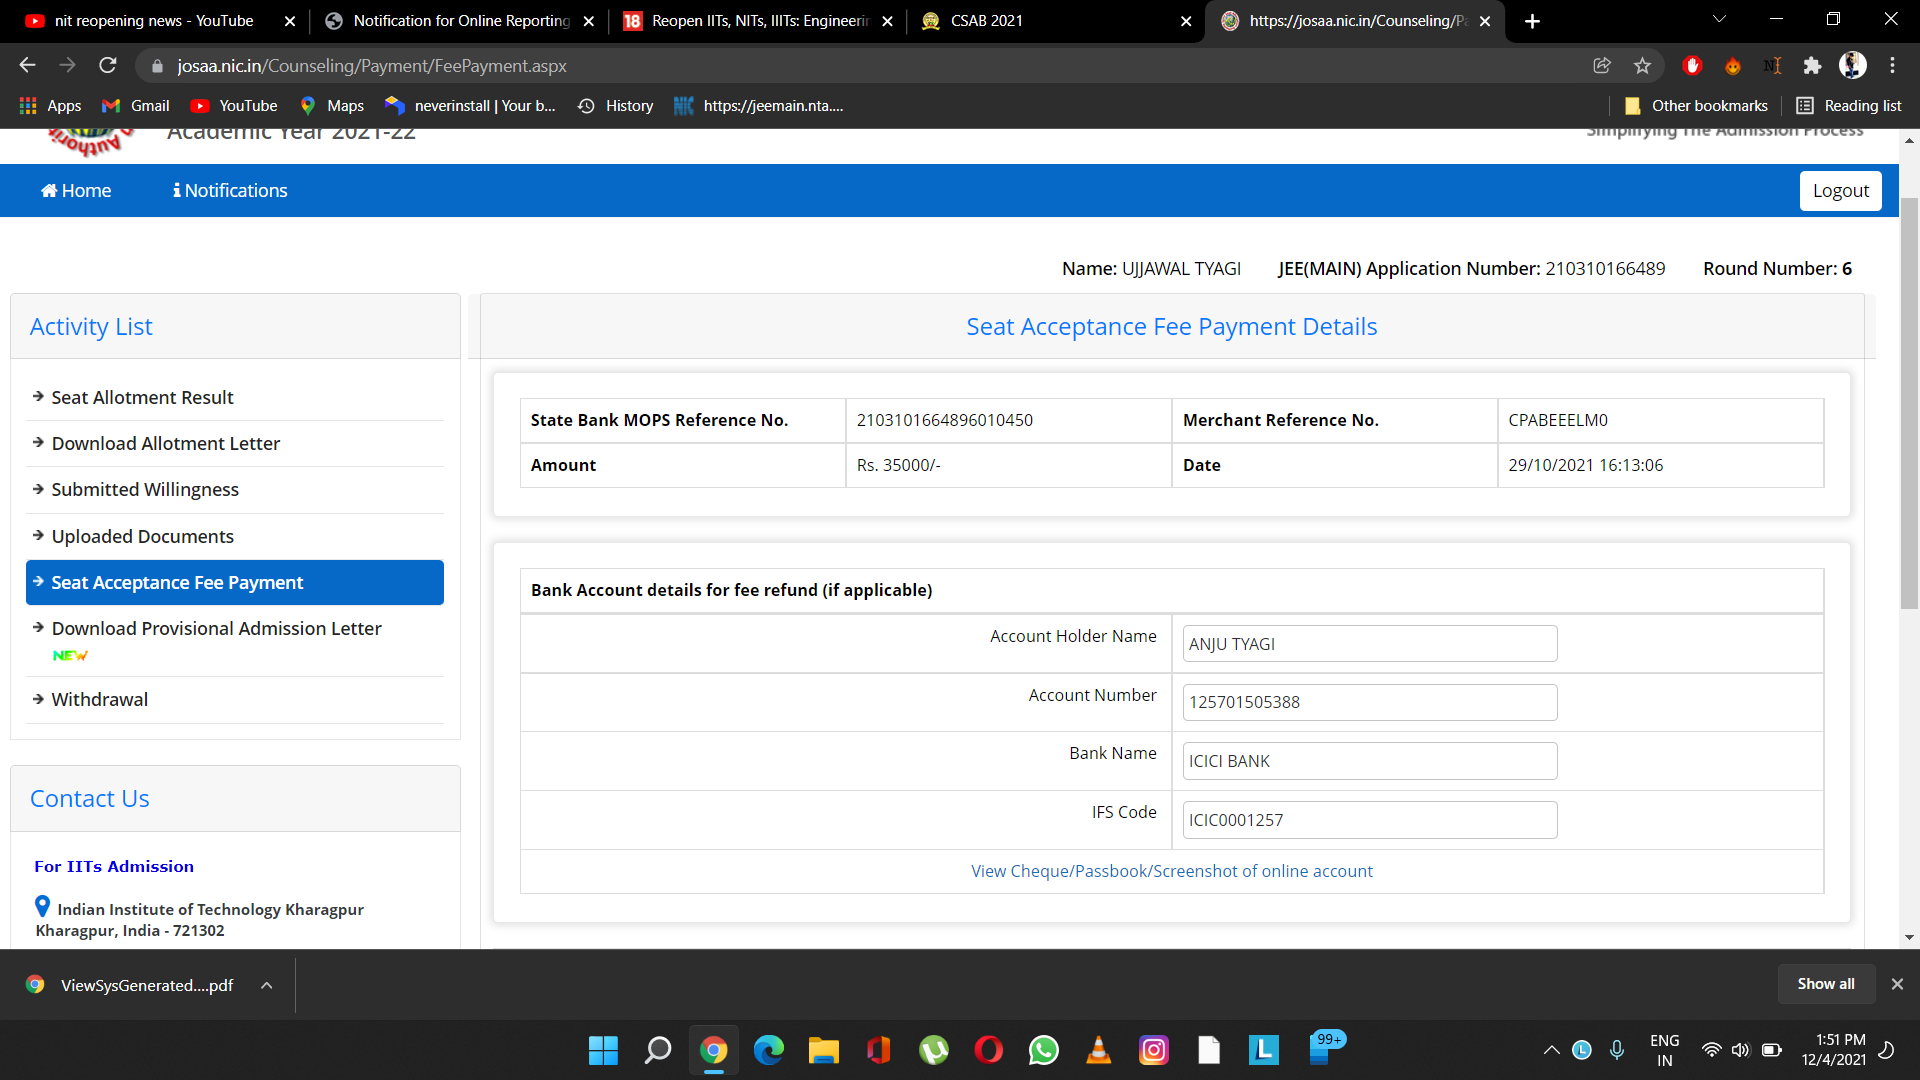 nit reopening news - YouTube
Notification for Online Reporting
18 Reopen IITs, NITs, IIITs: Engineerin
CSAB 2021
https://josaa.nic.in/Counseling/Pa
josaa.nic.in/Counseling/Payment/FeePayment.aspx
Apps
Gmail
YouTube
Maps
neverinstall | Your b...
History
https://jeemain.nta....
Other bookmarks
Reading list
Academic Year 2021-22
Simplifying The Admission Process
Home
Notifications
Logout
Name: UJJAWAL TYAGI JEE(MAIN) Application Number: 210310166489 Round Number: 6
Activity List
Seat Allotment Result
Download Allotment Letter
Submitted Willingness
Uploaded Documents
Seat Acceptance Fee Payment
Download Provisional Admission Letter
NEW
Withdrawal
Contact Us
For IITs Admission
Indian Institute of Technology Kharagpur
Kharagpur, India - 721302
Seat Acceptance Fee Payment Details
State Bank MOPS Reference No. 2103101664896010450 Merchant Reference No. CPABEEELM0
Amount Rs. 35000/- Date 29/10/2021 16:13:06
Bank Account details for fee refund (if applicable)
Account Holder Name ANJU TYAGI
Account Number 125701505388
Bank Name ICICI BANK
IFS Code ICIC0001257
View Cheque/Passbook/Screenshot of online account
ViewSysGenerated....pdf
Show all
99+
ENG
IN
1:51 PM
12/4/2021